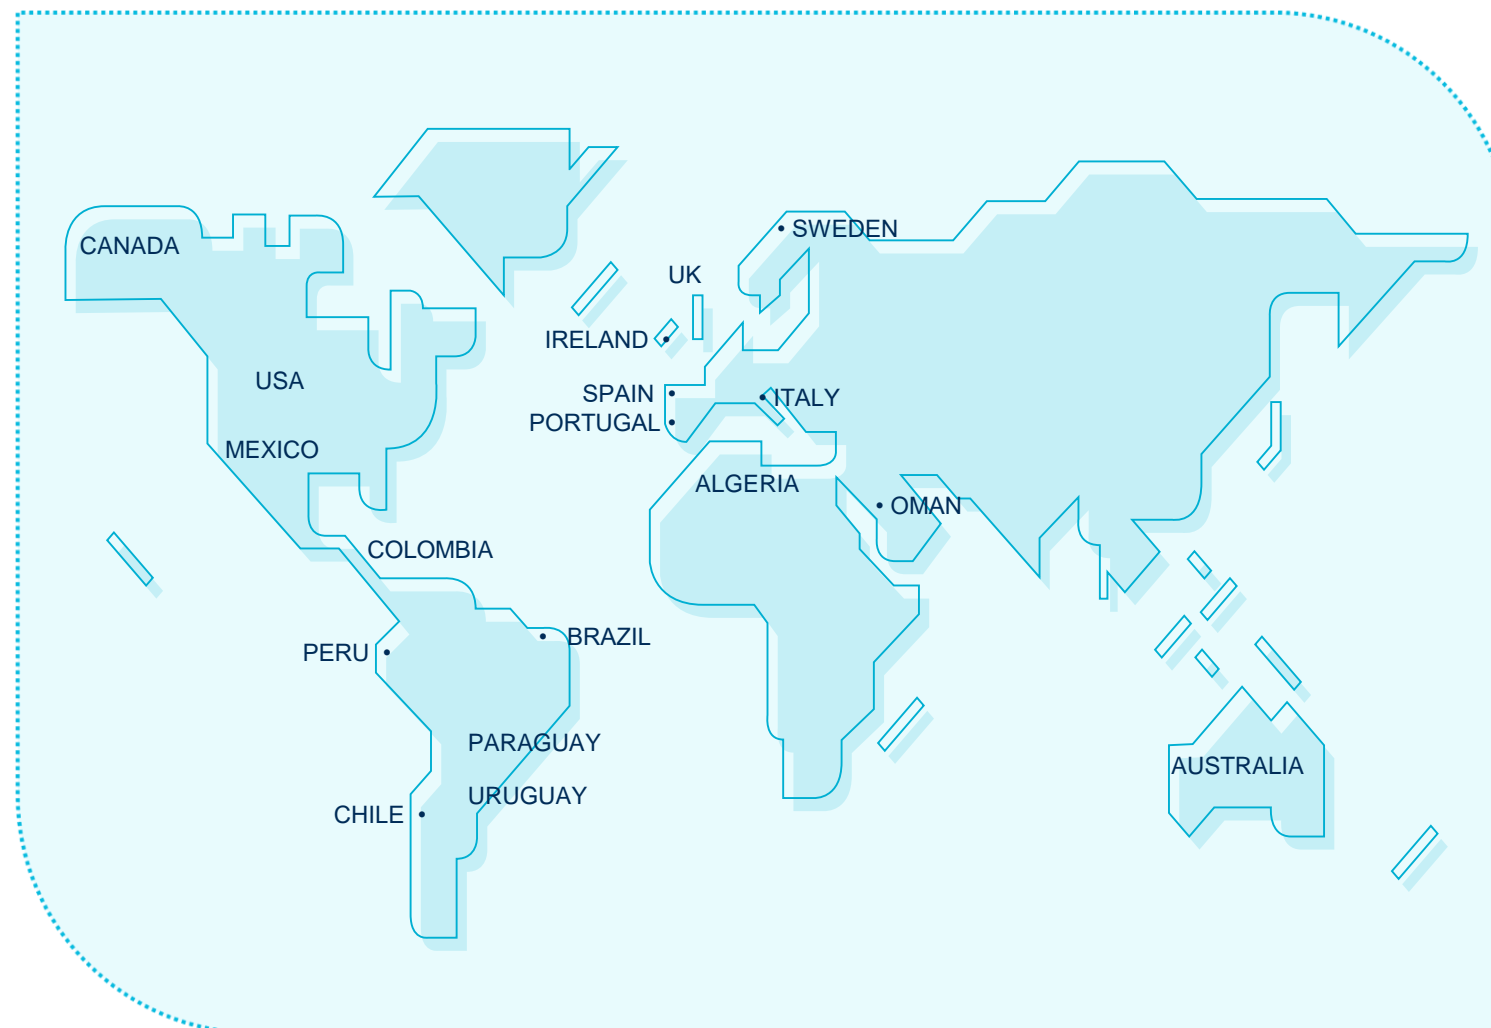 SWEDEN
CANADA
UK
IRELAND
USA
SPAIN
ITALY
PORTUGAL
MEXICO
ALGERIA
OMAN
COLOMBIA
BRAZIL
PERU
PARAGUAY
AUSTRALIA
URUGUAY
CHILE